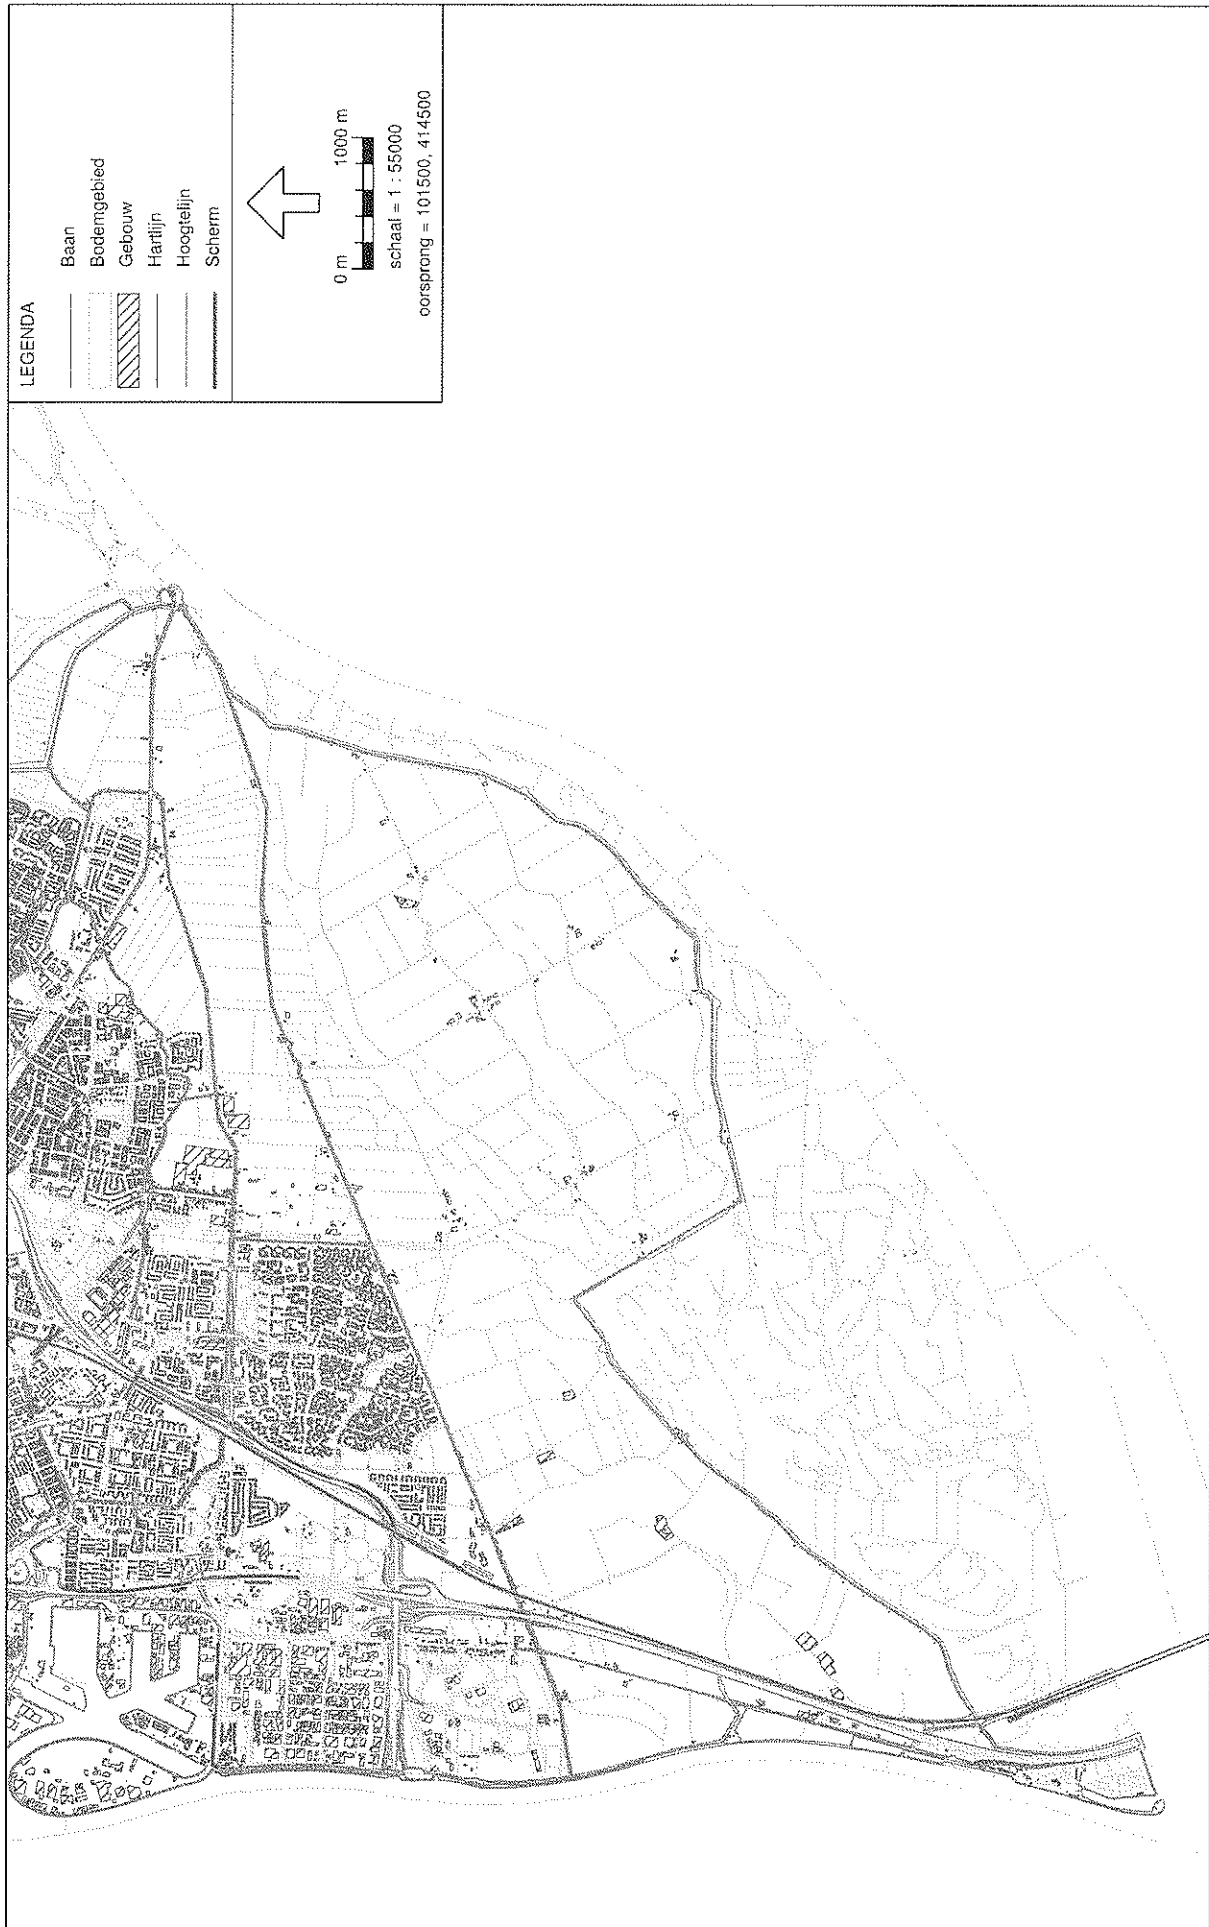 LEGENDA
Baan
Bodemgebied
Gebouw
Hartlijn
Hoogtelijn
Scherm
0 m 1000 m
schaal = 1 : 55000
oorsprong = 101500, 414500